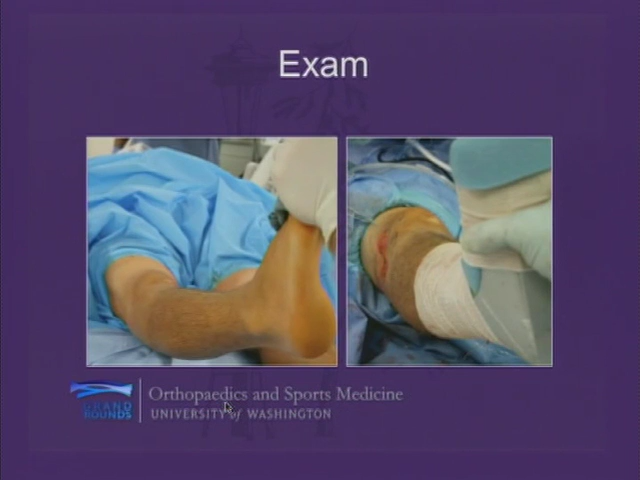 Exam
Orthopaedics and Sports Medicine
GRAND
ROUNDS
UNIVERSITY of WASHINGTON